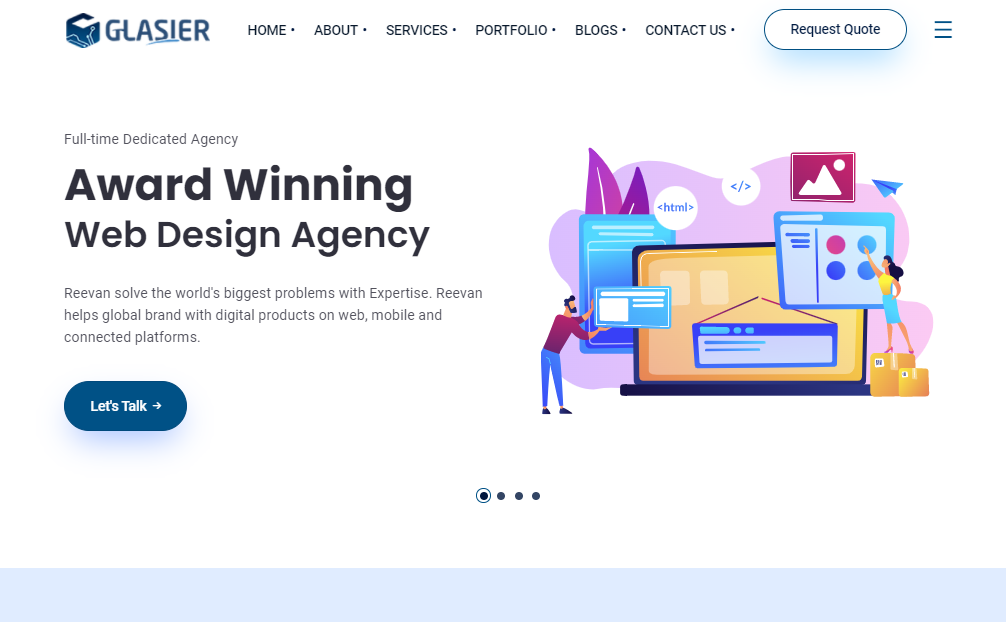 GLASIER
HOME • ABOUT • SERVICES • PORTFOLIO • BLOGS • CONTACT US •
Request Quote
Full-time Dedicated Agency
Award Winning
Web Design Agency
Reevan solve the world's biggest problems with Expertise. Reevan
helps global brand with digital products on web, mobile and
connected platforms.
Let's Talk →
</>
<html>